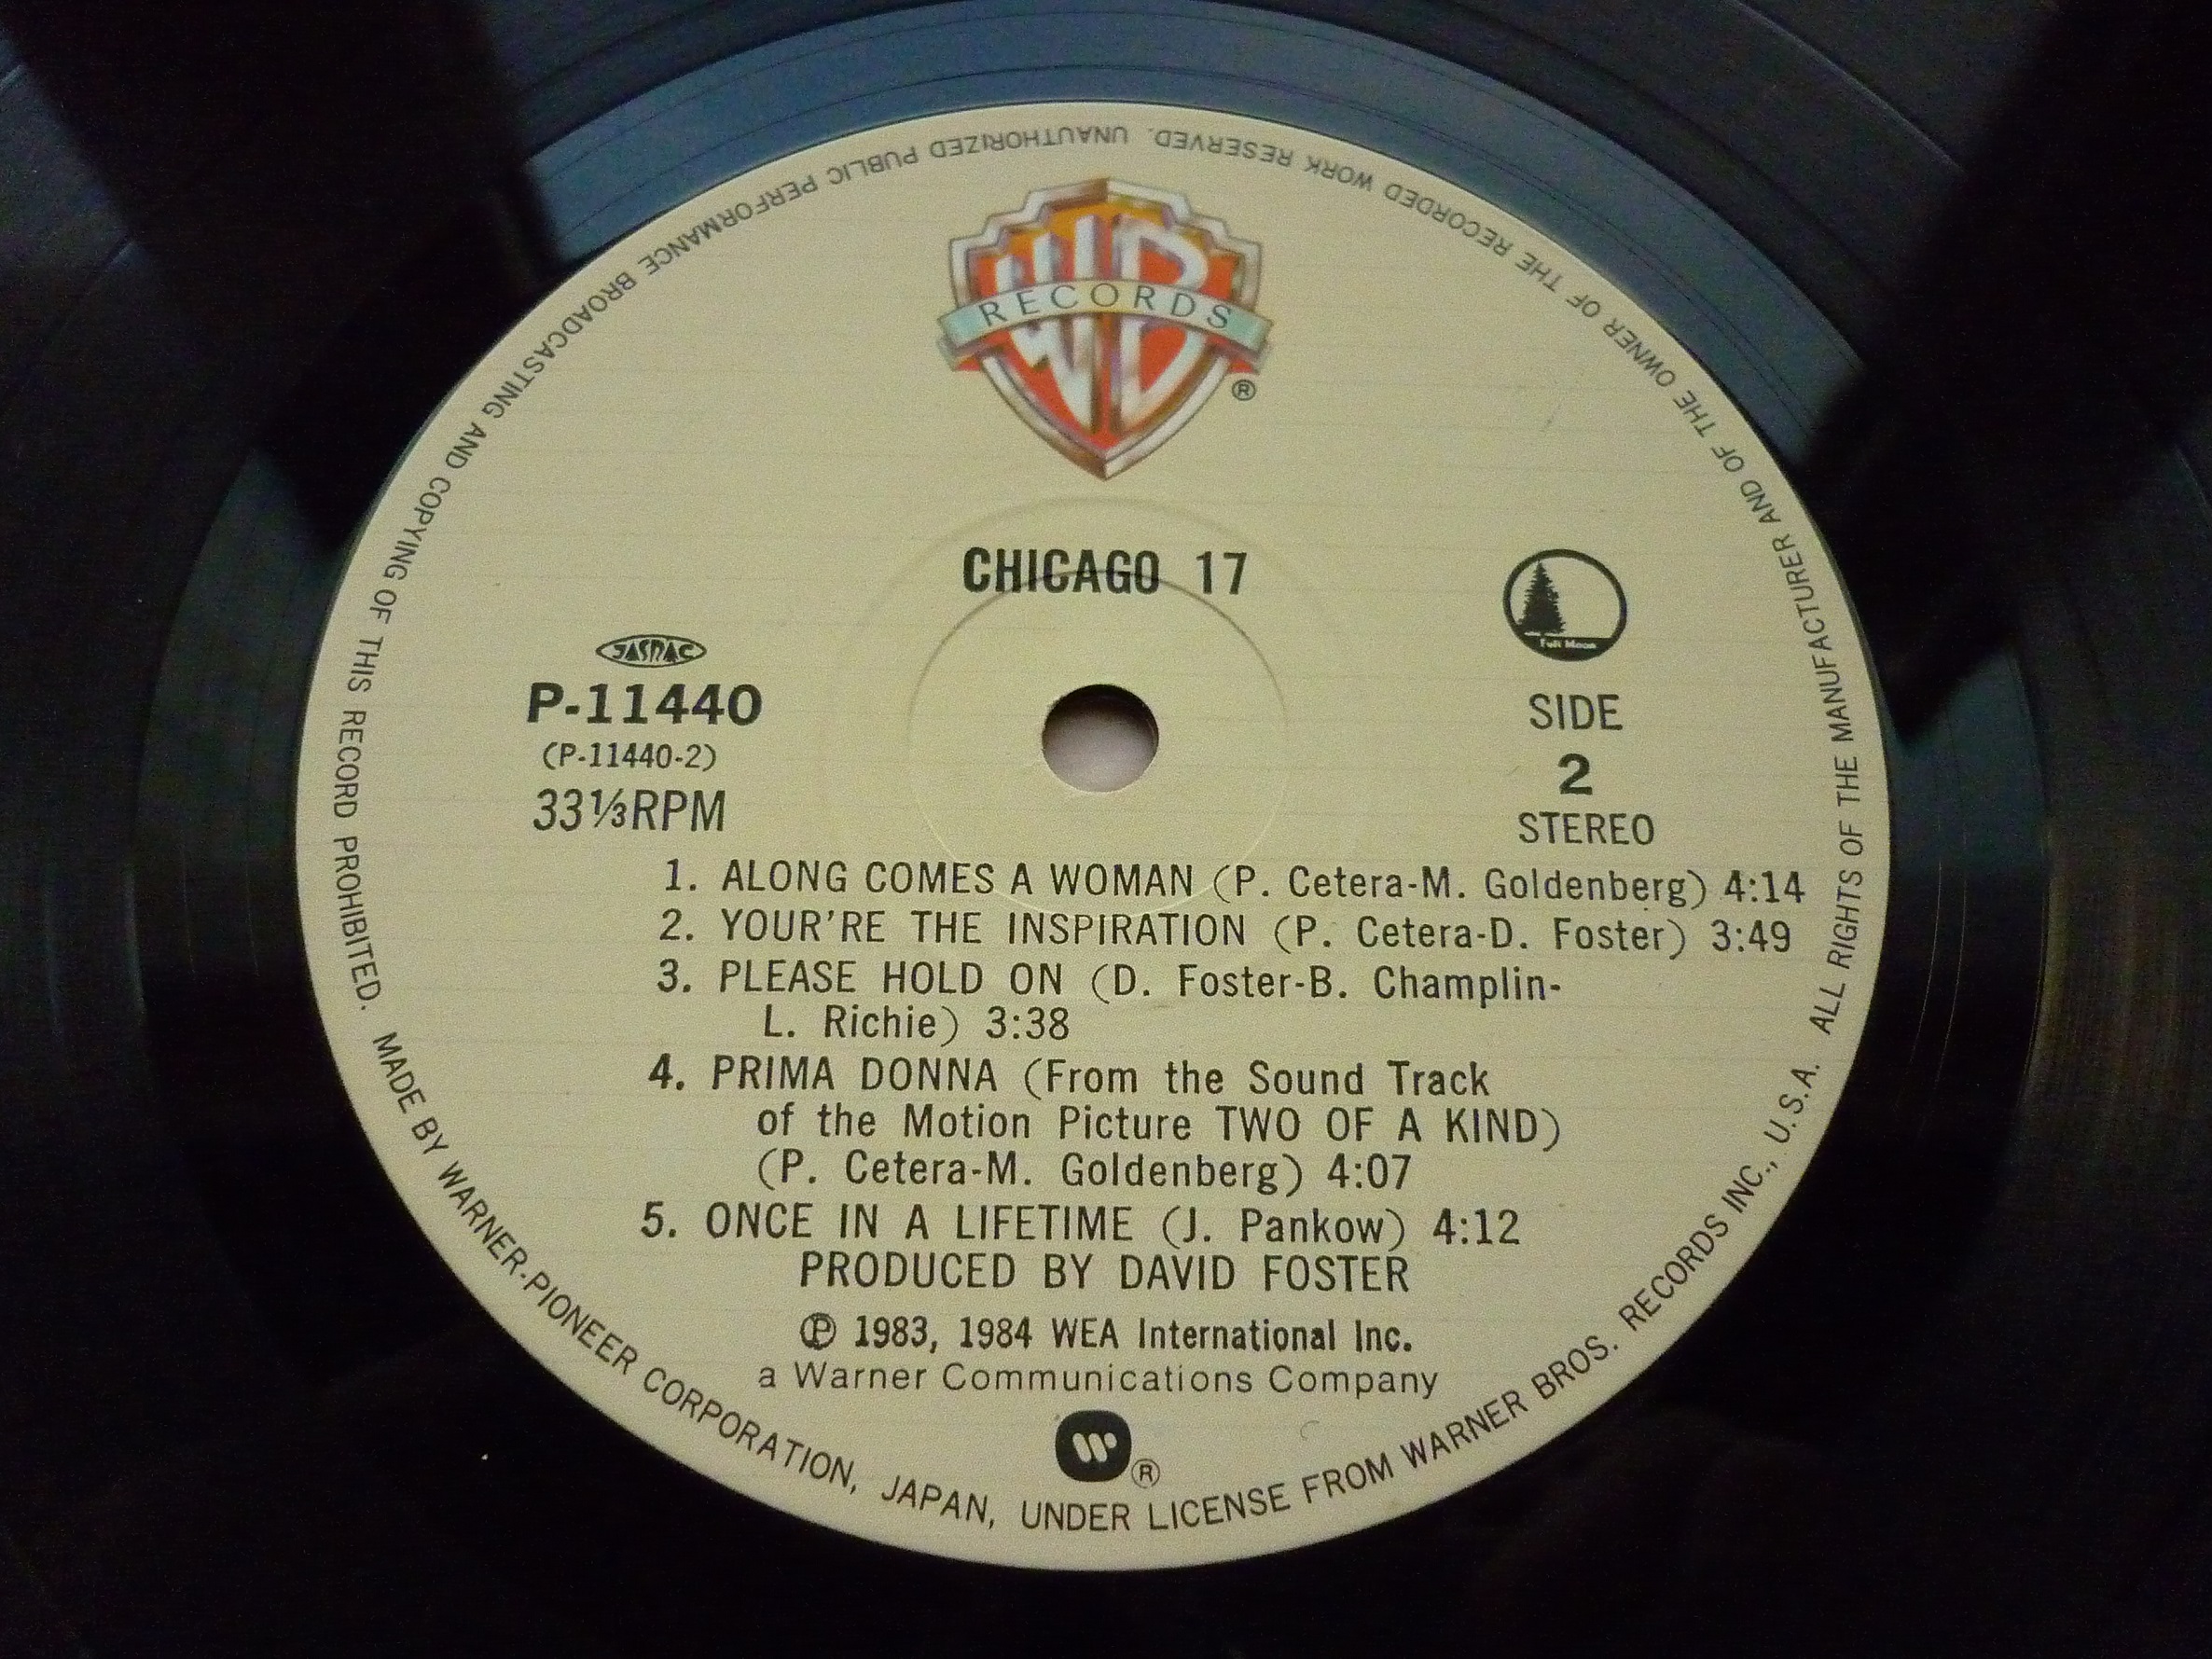 WB
RECORDS
®
CHICAGO 17
JASRAC
P-11440
(P-11440-2)
33⅓RPM
Full Moon
SIDE
2
STEREO
1. ALONG COMES A WOMAN (P. Cetera-M. Goldenberg) 4:14
2. YOUR'RE THE INSPIRATION (P. Cetera-D. Foster) 3:49
3. PLEASE HOLD ON (D. Foster-B. Champlin-
L. Richie) 3:38
4. PRIMA DONNA (From the Sound Track
of the Motion Picture TWO OF A KIND)
(P. Cetera-M. Goldenberg) 4:07
5. ONCE IN A LIFETIME (J. Pankow) 4:12
PRODUCED BY DAVID FOSTER
℗ 1983, 1984 WEA International Inc.
a Warner Communications Company
W ®
MADE BY WARNER-PIONEER CORPORATION, JAPAN, UNDER LICENSE FROM WARNER BROS. RECORDS INC., U.S.A. ALL RIGHTS OF THE MANUFACTURER AND OF THE OWNER OF THE RECORDED WORK RESERVED. UNAUTHORIZED PUBLIC PERFORMANCE BROADCASTING AND COPYING OF THIS RECORD PROHIBITED.